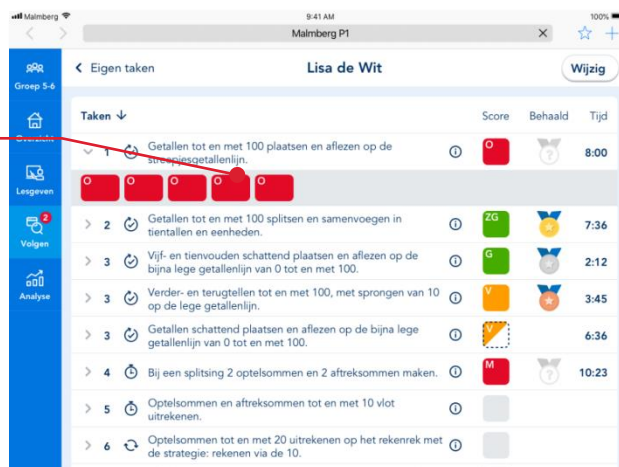 Malmberg
9:41 AM
100%
Malmberg P1
Groep 5-6
Eigen taken
Lisa de Wit
Wijzig
Overzicht
Lesgeven
2
Volgen
Analyse
Taken
Score
Behaald
Tijd
1
Getallen tot en met 100 plaatsen en aflezen op de
streepjesgetallenlijn.
O
?
8:00
O O O O O
2
Getallen tot en met 100 splitsen en samenvoegen in
tientallen en eenheden.
ZG
7:36
3
Vijf- en tienvouden schattend plaatsen en aflezen op de
bijna lege getallenlijn van 0 tot en met 100.
G
2:12
3
Verder- en terugtellen tot en met 100, met sprongen van 10
op de lege getallenlijn.
V
3:45
3
Getallen schattend plaatsen en aflezen op de bijna lege
getallenlijn van 0 tot en met 100.
V
6:36
4
Bij een splitsing 2 optelsommen en 2 aftreksommen maken.
M
?
10:23
5
Optelsommen en aftreksommen tot en met 10 vlot
uitrekenen.
6
Optelsommen tot en met 20 uitrekenen op het rekenrek met
de strategie: rekenen via de 10.